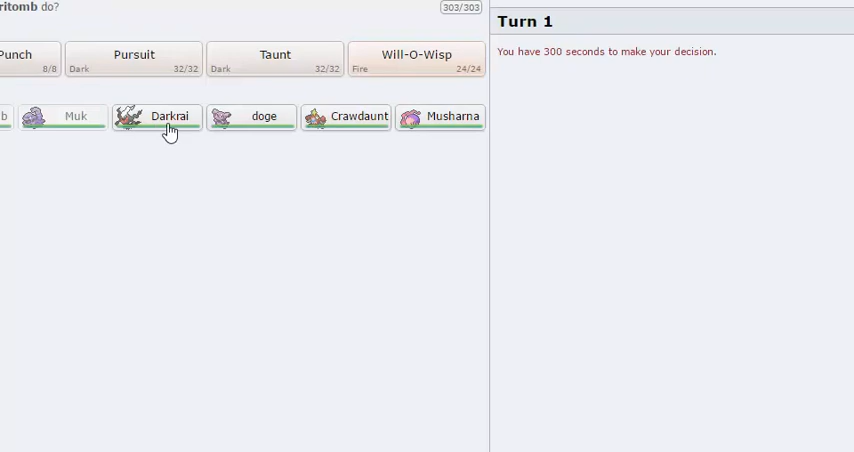 ritomb do?
303/303
Turn 1
You have 300 seconds to make your decision.
Punch
8/8
Pursuit
Dark 32/32
Taunt
Dark 32/32
Will-O-Wisp
Fire 24/24
b
Muk
Darkrai
doge
Crawdaunt
Musharna